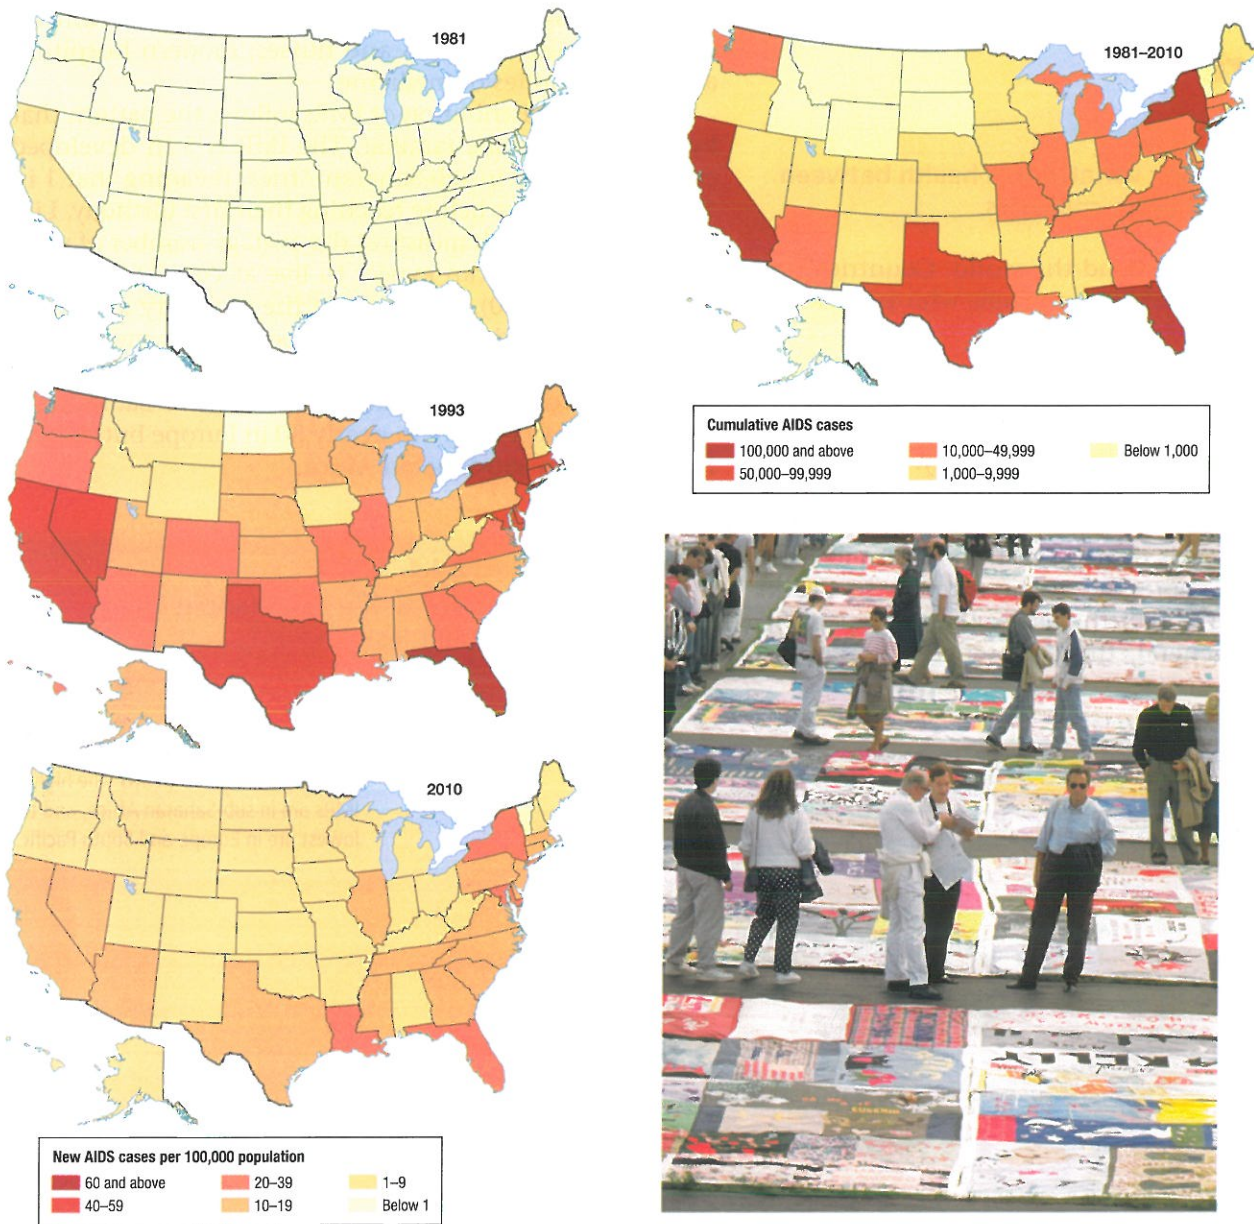 1981
1981–2010
1993
Cumulative AIDS cases
100,000 and above
10,000–49,999
Below 1,000
50,000–99,999
1,000–9,999
2010
New AIDS cases per 100,000 population
60 and above
20–39
1–9
40–59
10–19
Below 1